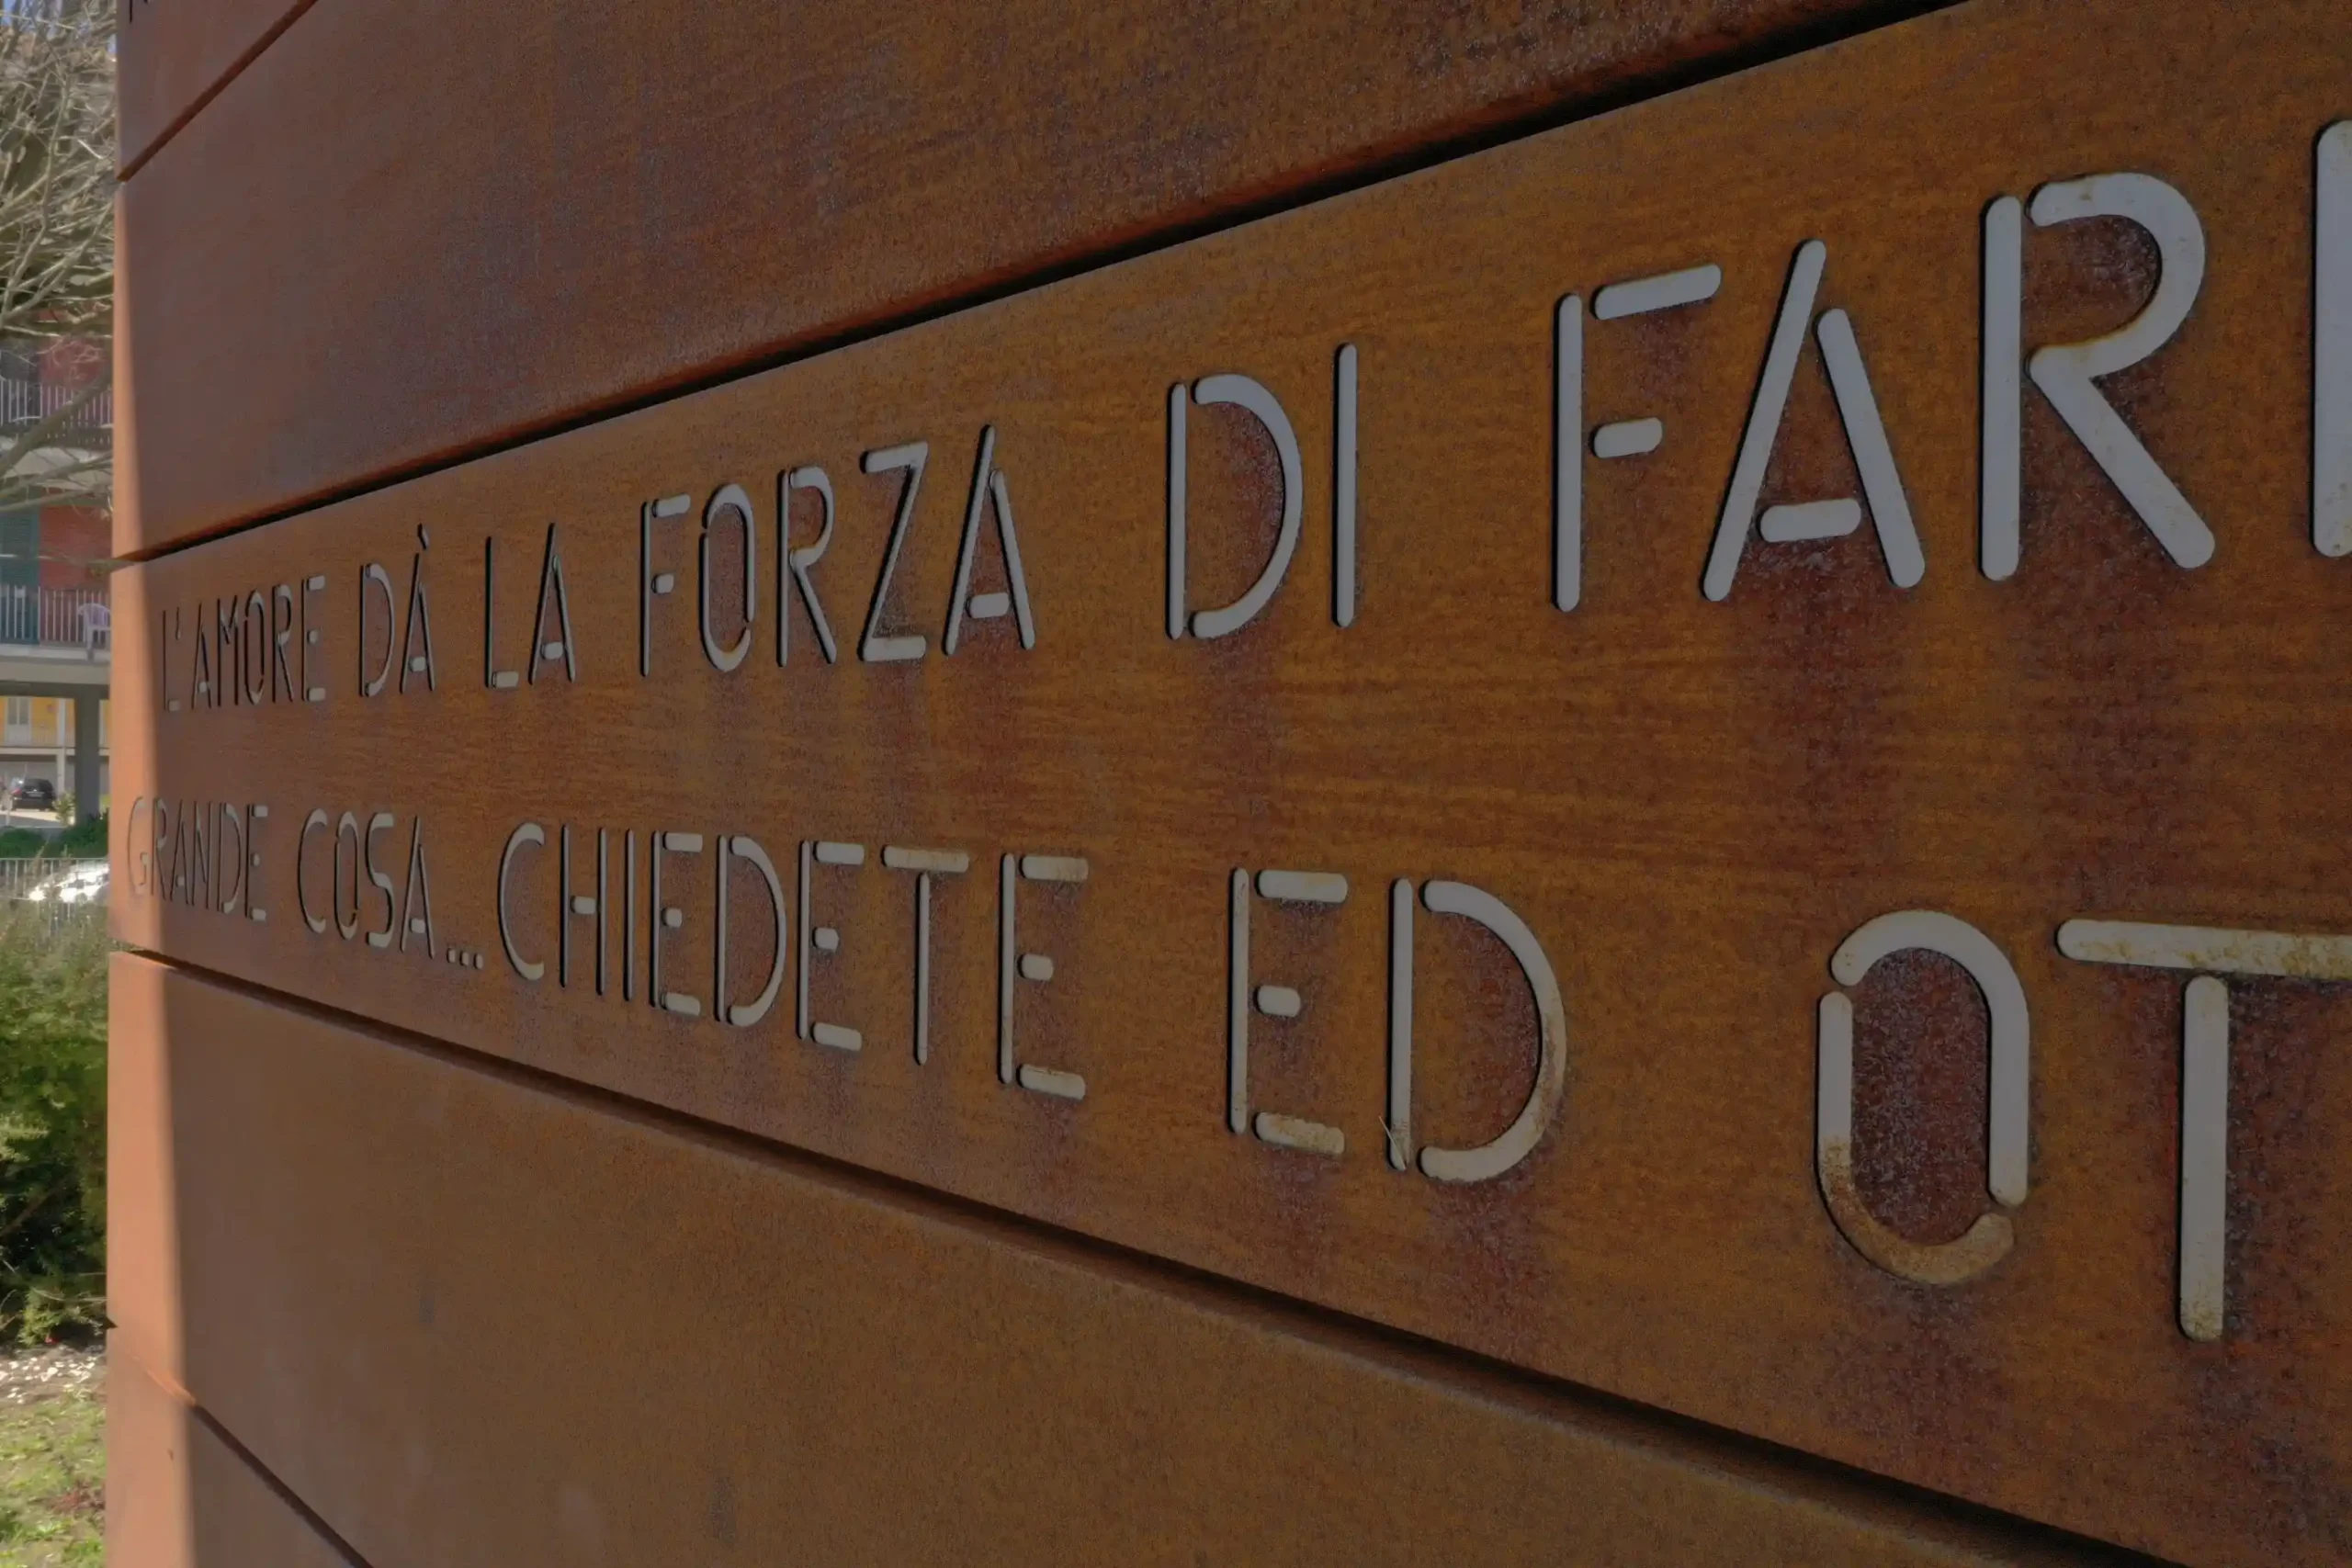 L'AMORE DÀ LA FORZA DI FAR
GRANDE COSA...CHIEDETE ED OT